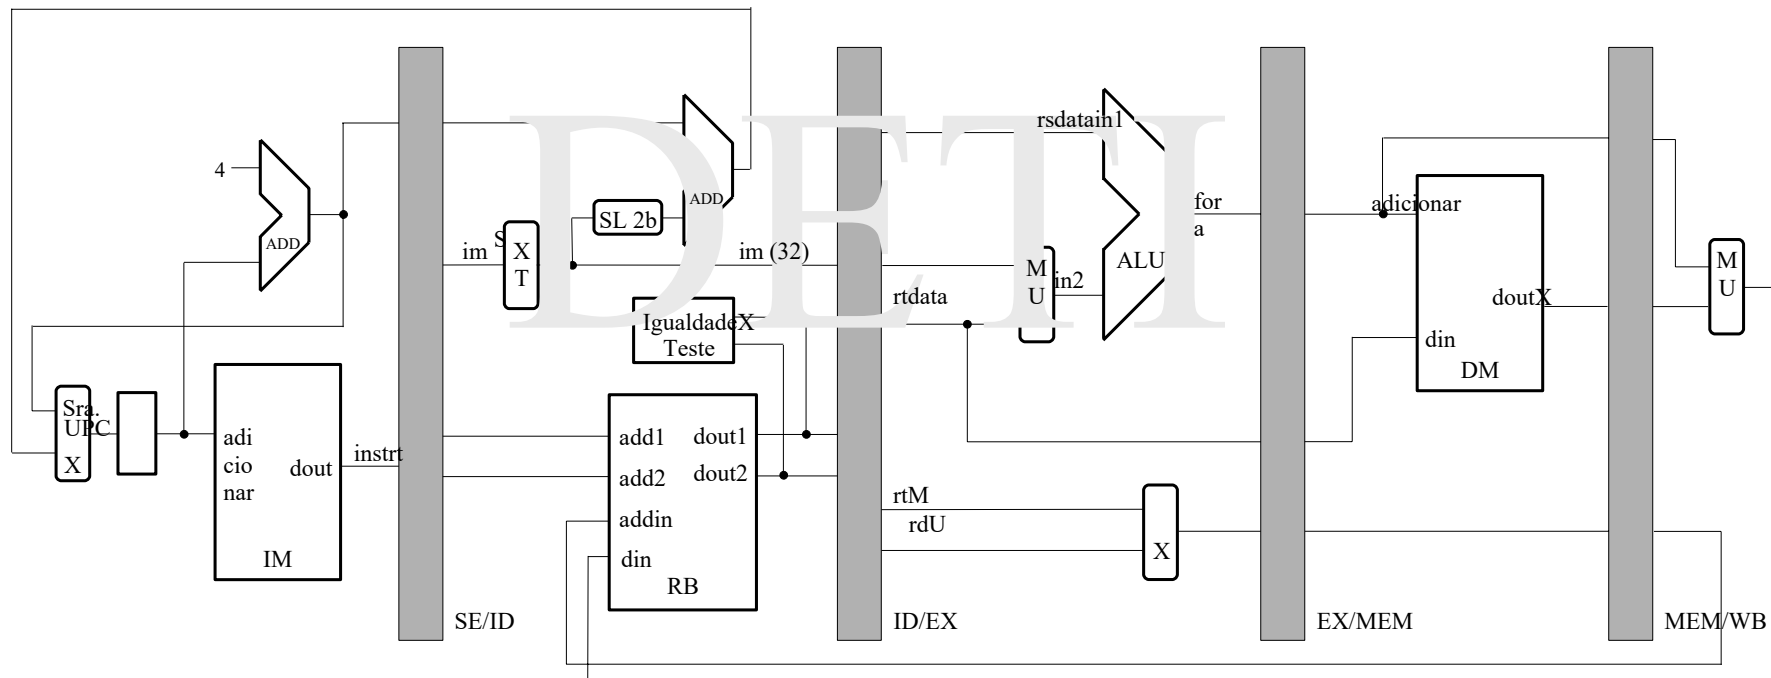 DETI
4
ADD
Sra.
UPC
X
adi
cio
nar
dout
IM
instrt
SE/ID
im
S
X
T
SL 2b
ADD
im (32)
IgualdadeX
Teste
add1
add2
addin
din
dout1
dout2
RB
ID/EX
rsdatain1
rtdata
M
U
in2
ALU
for
a
rtM
rdU
X
EX/MEM
adicionar
doutX
din
DM
MEM/WB
M
U